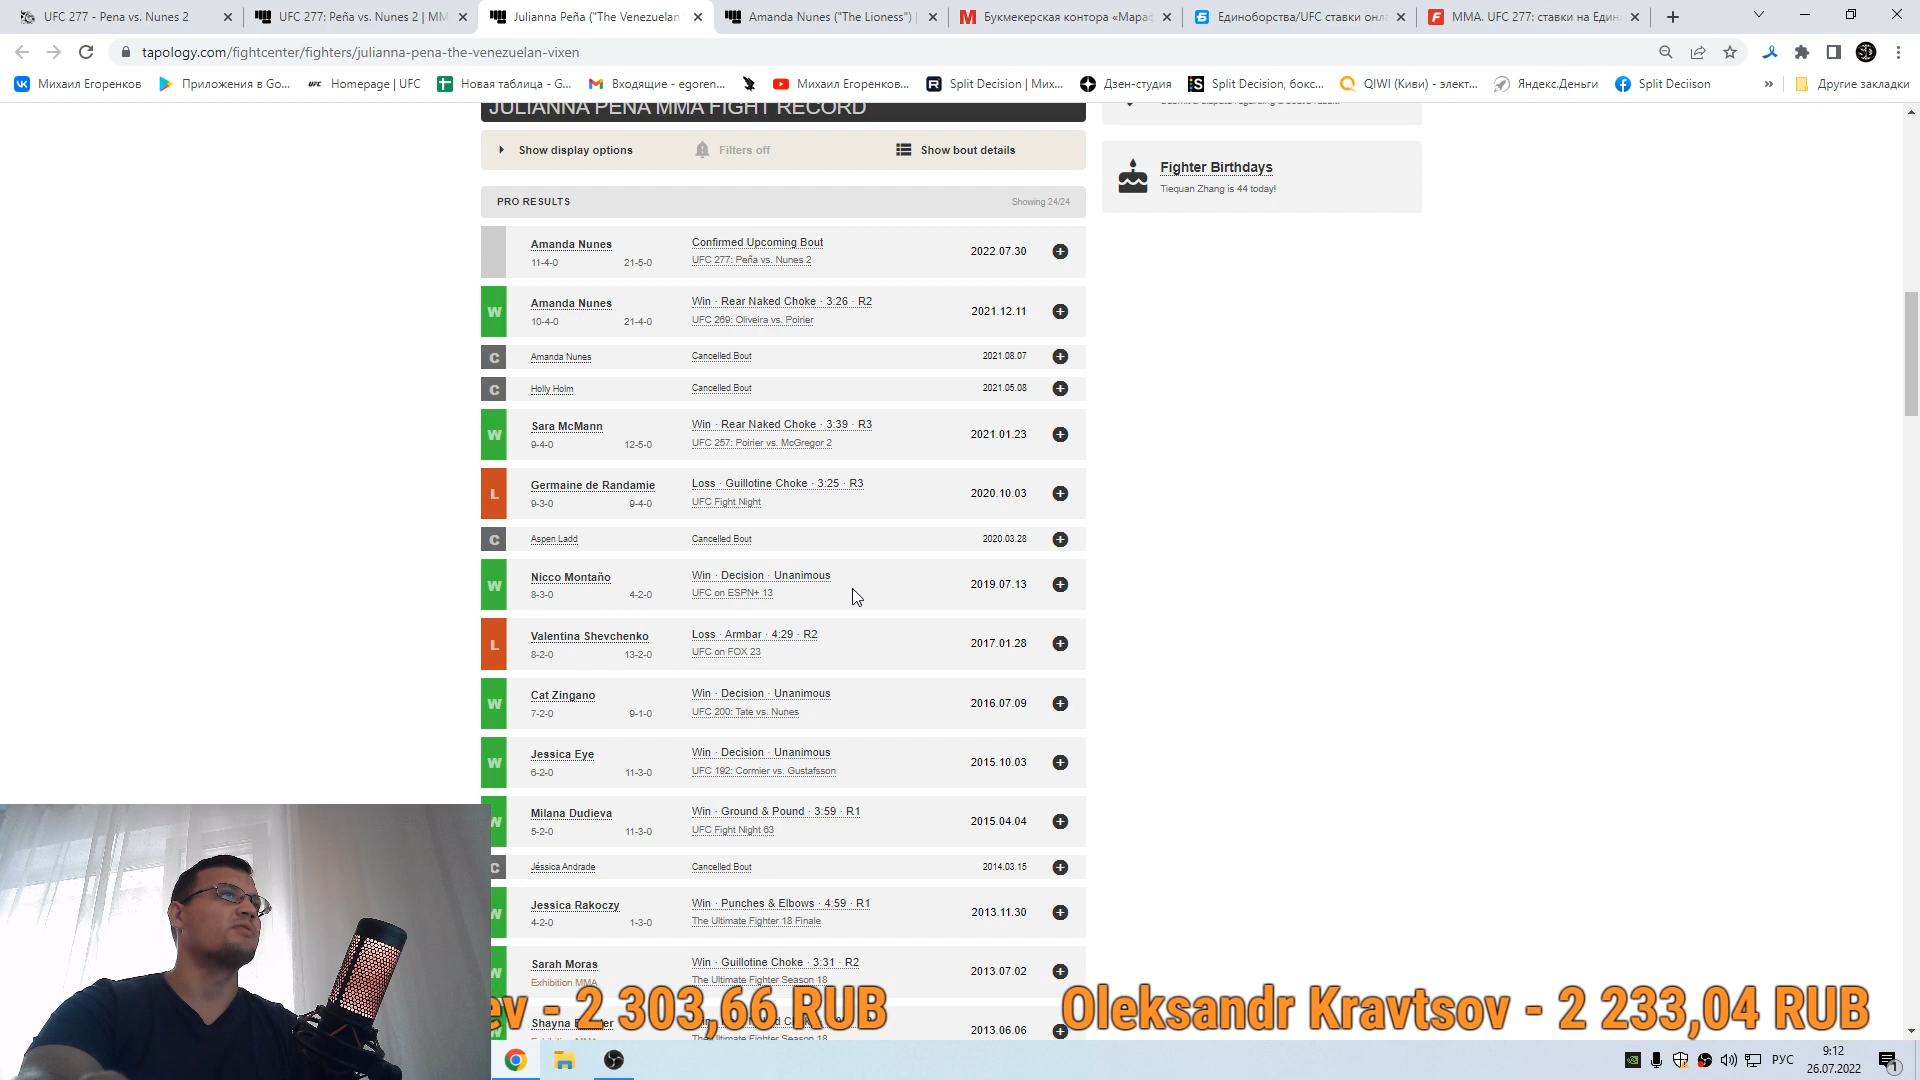 UFC 277 - Pena vs. Nunes 2
UFC 277: Peña vs. Nunes 2 | MM
Julianna Peña ("The Venezuelan
Amanda Nunes ("The Lioness") |
Букмекерская контора «Мараф
Единоборства/UFC ставки онл
MMA. UFC 277: ставки на Един
tapology.com/fightcenter/fighters/julianna-pena-the-venezuelan-vixen
Михаил Егоренков
Приложения в Go...
Homepage | UFC
Новая таблица - G...
Входящие - egoren...
Михаил Егоренков...
Split Decision | Мих...
Дзен-студия
Split Decision, бокс...
QIWI (Киви) - элект...
Яндекс.Деньги
Split Deciison
»
Другие закладки
JULIANNA PEÑA MMA FIGHT RECORD
Show display options
Filters off
Show bout details
Fighter Birthdays
Tiequan Zhang is 44 today!
PRO RESULTS
Showing 24/24
Amanda Nunes Confirmed Upcoming Bout 2022.07.30
11-4-0 21-5-0 UFC 277: Peña vs. Nunes 2
W Amanda Nunes Win · Rear Naked Choke · 3:26 · R2 2021.12.11
10-4-0 21-4-0 UFC 269: Oliveira vs. Poirier
C Amanda Nunes Cancelled Bout 2021.08.07
C Holly Holm Cancelled Bout 2021.05.08
W Sara McMann Win · Rear Naked Choke · 3:39 · R3 2021.01.23
9-4-0 12-5-0 UFC 257: Poirier vs. McGregor 2
L Germaine de Randamie Loss · Guillotine Choke · 3:25 · R3 2020.10.03
9-3-0 9-4-0 UFC Fight Night
C Aspen Ladd Cancelled Bout 2020.03.28
W Nicco Montaño Win · Decision · Unanimous 2019.07.13
8-3-0 4-2-0 UFC on ESPN+ 13
L Valentina Shevchenko Loss · Armbar · 4:29 · R2 2017.01.28
8-2-0 13-2-0 UFC on FOX 23
W Cat Zingano Win · Decision · Unanimous 2016.07.09
7-2-0 9-1-0 UFC 200: Tate vs. Nunes
W Jessica Eye Win · Decision · Unanimous 2015.10.03
6-2-0 11-3-0 UFC 192: Cormier vs. Gustafsson
W Milana Dudieva Win · Ground & Pound · 3:59 · R1 2015.04.04
5-2-0 11-3-0 UFC Fight Night 63
C Jéssica Andrade Cancelled Bout 2014.03.15
W Jessica Rakoczy Win · Punches & Elbows · 4:59 · R1 2013.11.30
4-2-0 1-3-0 The Ultimate Fighter 18 Finale
W Sarah Moras Win · Guillotine Choke · 3:31 · R2 2013.07.02
Exhibition MMA The Ultimate Fighter Season 18
ev - 2 303,66 RUB
Oleksandr Kravtsov - 2 233,04 RUB
W Shayna 2013.06.06
The Ultimate Fighter Season 18
РУС
9:12
26.07.2022
1